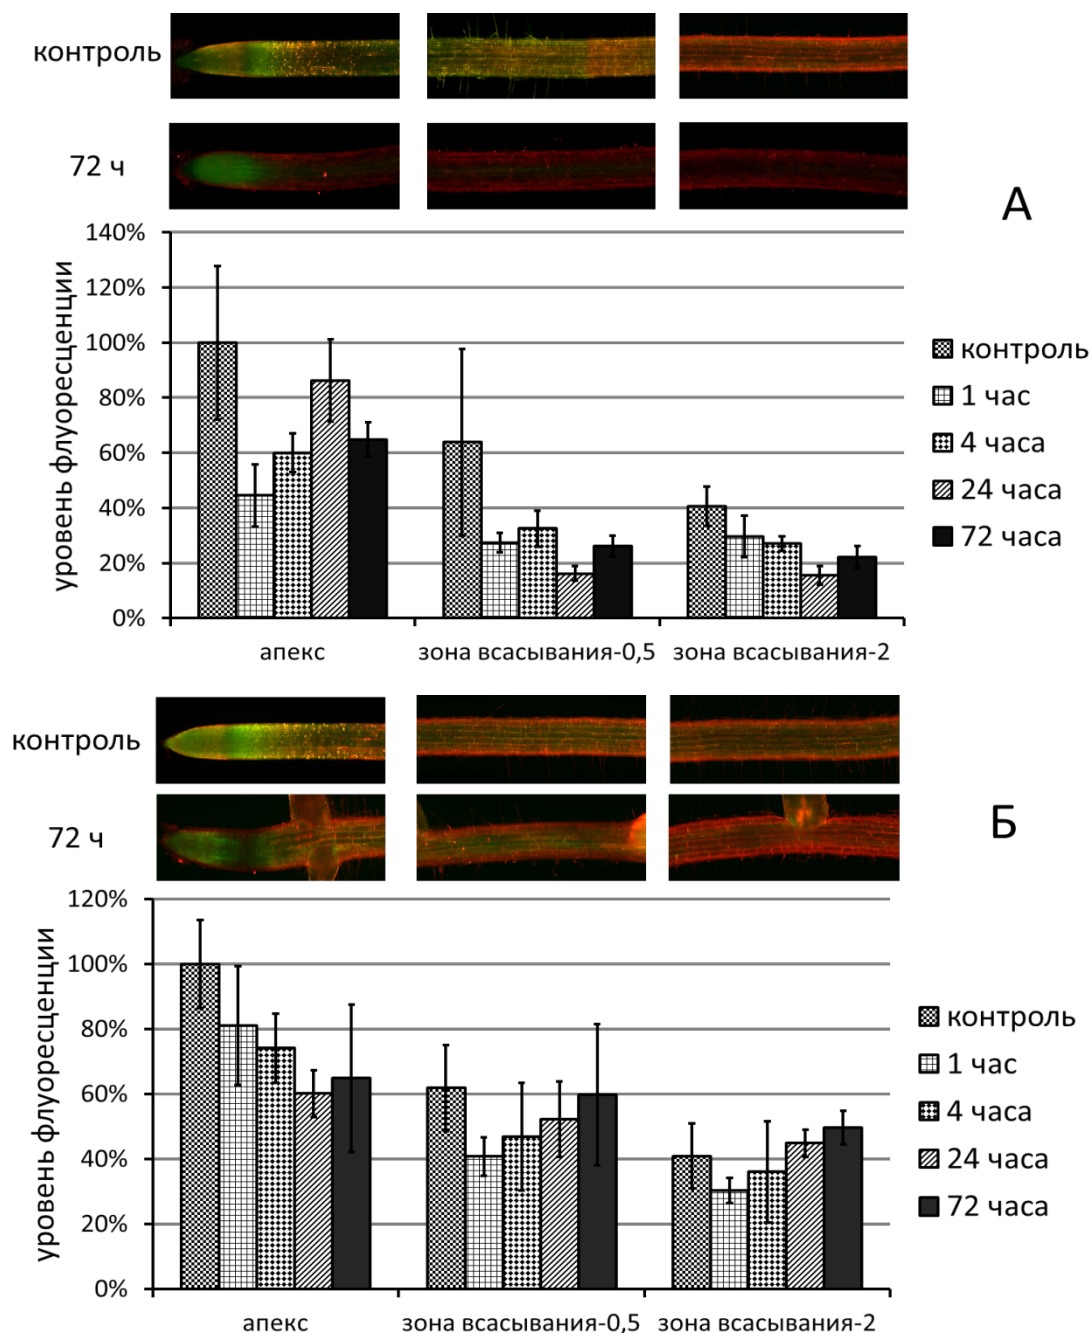 контроль
72 ч
А
140%
120%
100%
80%
60%
40%
20%
0%
уровень флуоресценции
апекс
зона всасывания-0,5
зона всасывания-2
контроль
1 час
4 часа
24 часа
72 часа
контроль
72 ч
Б
120%
100%
80%
60%
40%
20%
0%
уровень флуоресценции
апекс
зона всасывания-0,5
зона всасывания-2
контроль
1 час
4 часа
24 часа
72 часа